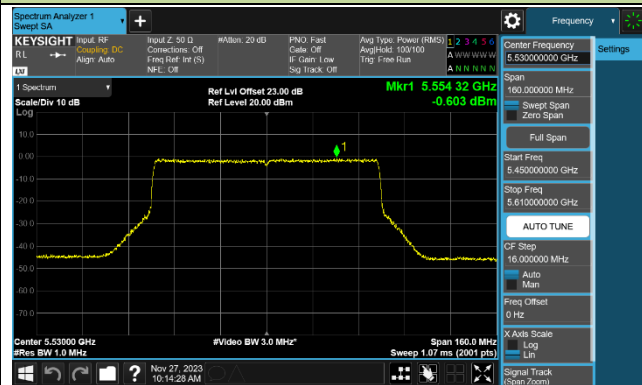 Spectrum Analyzer 1
Swept SA
Frequency
KEYSIGHT
Input: RF
Coupling: DC
Align: Auto
Input Z: 50 Ω
Corrections: Off
Freq Ref: Int (S)
NFE: Off
#Atten: 20 dB
PNO: Fast
Gate: Off
IF Gain: Low
Sig Track: Off
Avg Type: Power (RMS)
Avg|Hold: 100/100
Trig: Free Run
1 2 3 4 5 6
A W W W W W
A N N N N N
RL
LXI
1 Spectrum
Scale/Div 10 dB
Log
Ref Lvl Offset 23.00 dB
Ref Level 20.00 dBm
Mkr1 5.554 32 GHz
-0.603 dBm
10.0
0.00
-10.0
-20.0
-30.0
-40.0
-50.0
-60.0
-70.0
1
Center 5.53000 GHz
#Res BW 1.0 MHz
#Video BW 3.0 MHz*
Span 160.0 MHz
Sweep 1.07 ms (2001 pts)
Nov 27, 2023
10:14:28 AM
?
Center Frequency
5.530000000 GHz
Settings
Span
160.000000 MHz
Swept Span
Zero Span
Full Span
Start Freq
5.450000000 GHz
Stop Freq
5.610000000 GHz
AUTO TUNE
CF Step
16.000000 MHz
Auto
Man
Freq Offset
0 Hz
X Axis Scale
Log
Lin
Signal Track
(Span Zoom)